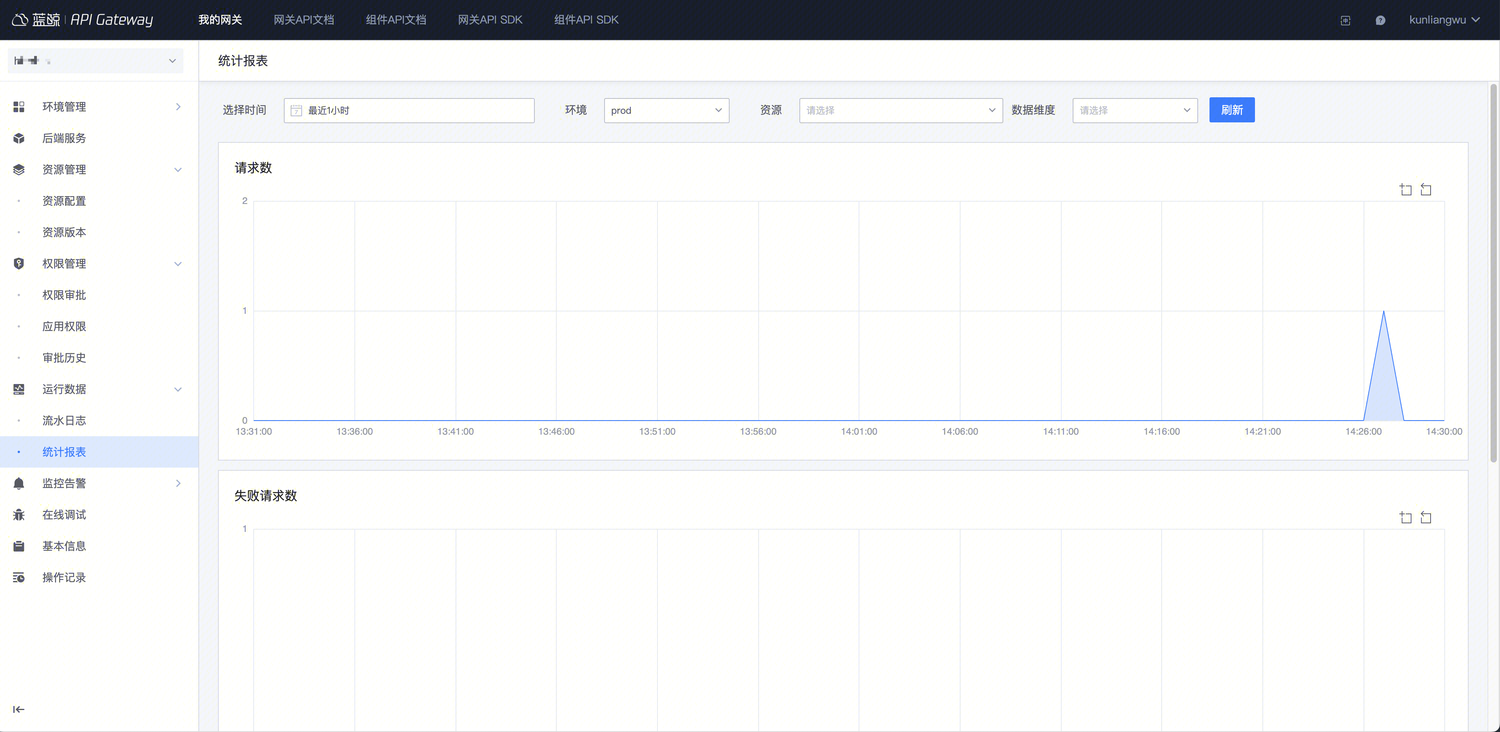 蓝鲸 | API Gateway 我的网关 网关API文档 组件API文档 网关API SDK 组件API SDK kunliangwu
统计报表
环境管理
后端服务
资源管理
资源配置
资源版本
权限管理
权限审批
应用权限
审批历史
运行数据
流水日志
统计报表
监控告警
在线调试
基本信息
操作记录
选择时间 最近1小时 环境 prod 资源 请选择 数据维度 请选择 刷新
请求数
2
1
0
13:31:00 13:36:00 13:41:00 13:46:00 13:51:00 13:56:00 14:01:00 14:06:00 14:11:00 14:16:00 14:21:00 14:26:00 14:30:00
失败请求数
1